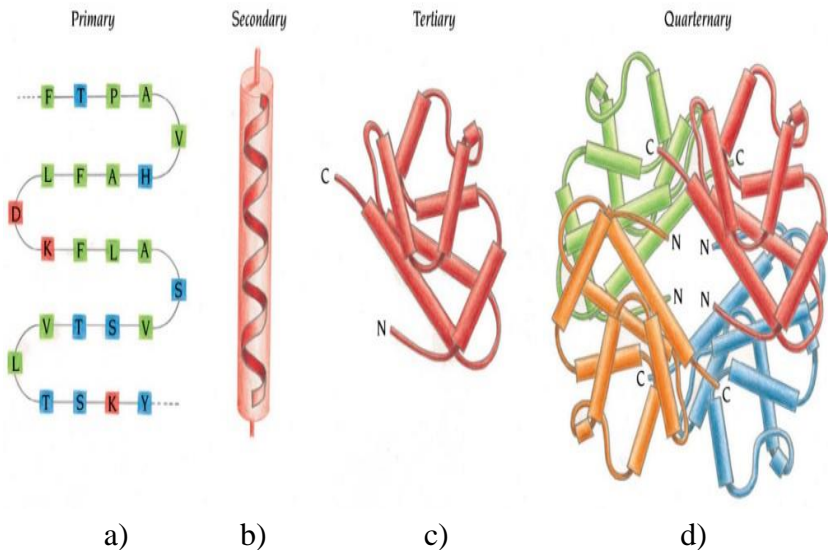 Primary Secondary Tertiary Quarternary
F T P A
V
L F A H
D
K F L A
S
V T S V
L
T S K Y
C
N
C
C
N
N
N
N
C
C
a) b) c) d)